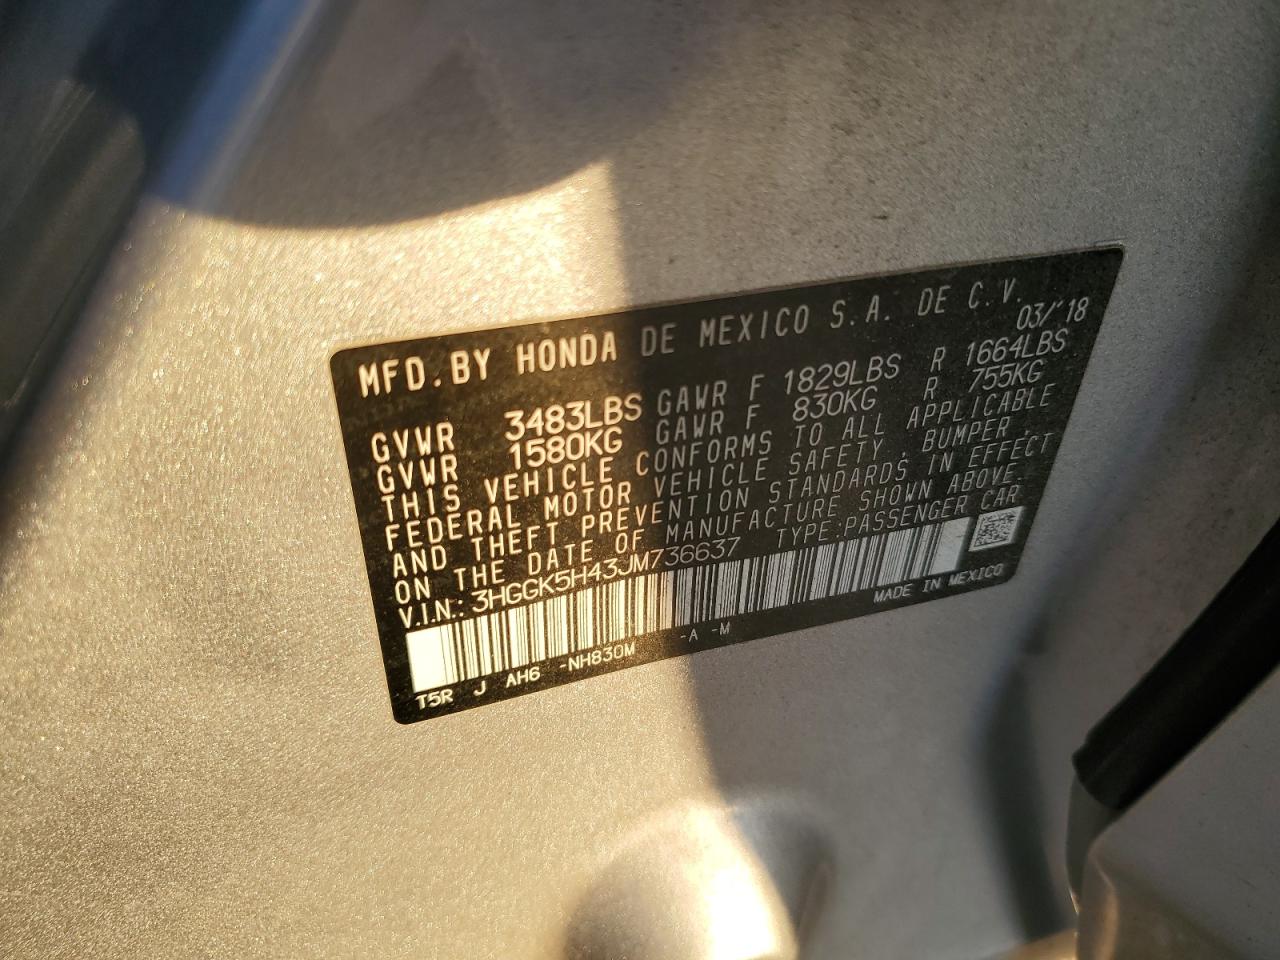 MFD. BY HONDA DE MEXICO S.A. DE C.V.
03/'18
GVWR 3483LBS GAWR F 1829LBS R 1664LBS
GVWR 1580KG GAWR F 830KG R 755KG
THIS VEHICLE CONFORMS TO ALL APPLICABLE
FEDERAL MOTOR VEHICLE SAFETY, BUMPER,
AND THEFT PREVENTION STANDARDS IN EFFECT
ON THE DATE OF MANUFACTURE SHOWN ABOVE.
V.I.N.: 3HGGK5H43JM736637 TYPE:PASSENGER CAR
MADE IN MEXICO
T5R J AH6 -NH830M -A -M